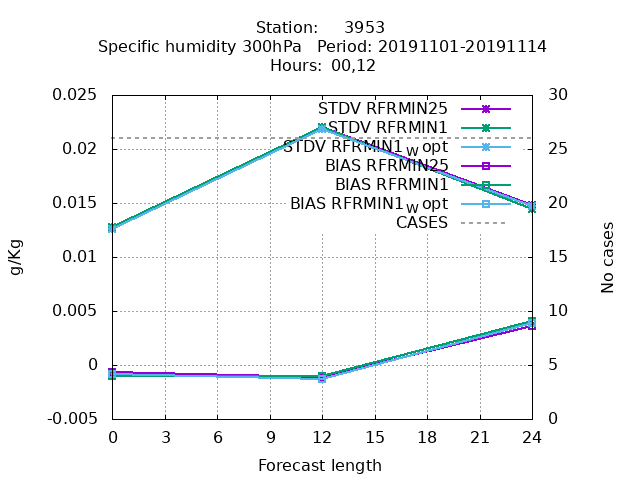 Station:     3953
Specific humidity 300hPa   Period: 20191101-20191114
Hours: 00,12
0.025
0.02
0.015
0.01
0.005
0
-0.005
g/Kg
STDV RFRMIN25
STDV RFRMIN1
STDV RFRMIN1w opt
BIAS RFRMIN25
BIAS RFRMIN1
BIAS RFRMIN1w opt
CASES
30
25
20
15
10
5
0
No cases
0 3 6 9 12 15 18 21 24
Forecast length